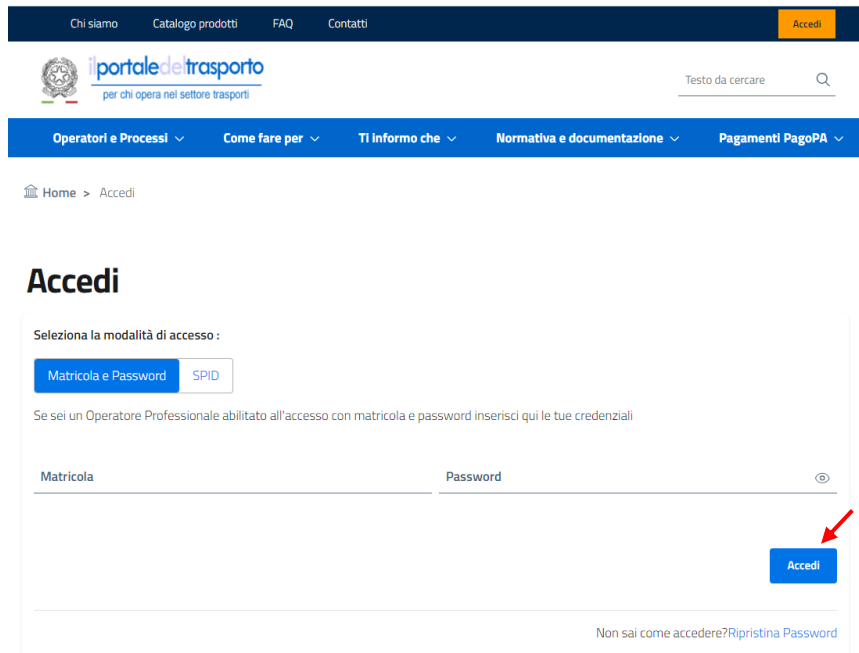 Chi siamo Catalogo prodotti FAQ Contatti Accedi
ilportaledeltrasporto
per chi opera nel settore trasporti
Testo da cercare
Operatori e Processi Come fare per Ti informo che Normativa e documentazione Pagamenti PagoPA
Home > Accedi
Accedi
Seleziona la modalità di accesso :
Matricola e Password SPID
Se sei un Operatore Professionale abilitato all'accesso con matricola e password inserisci qui le tue credenziali
Matricola Password
Accedi
Non sai come accedere?Ripristina Password